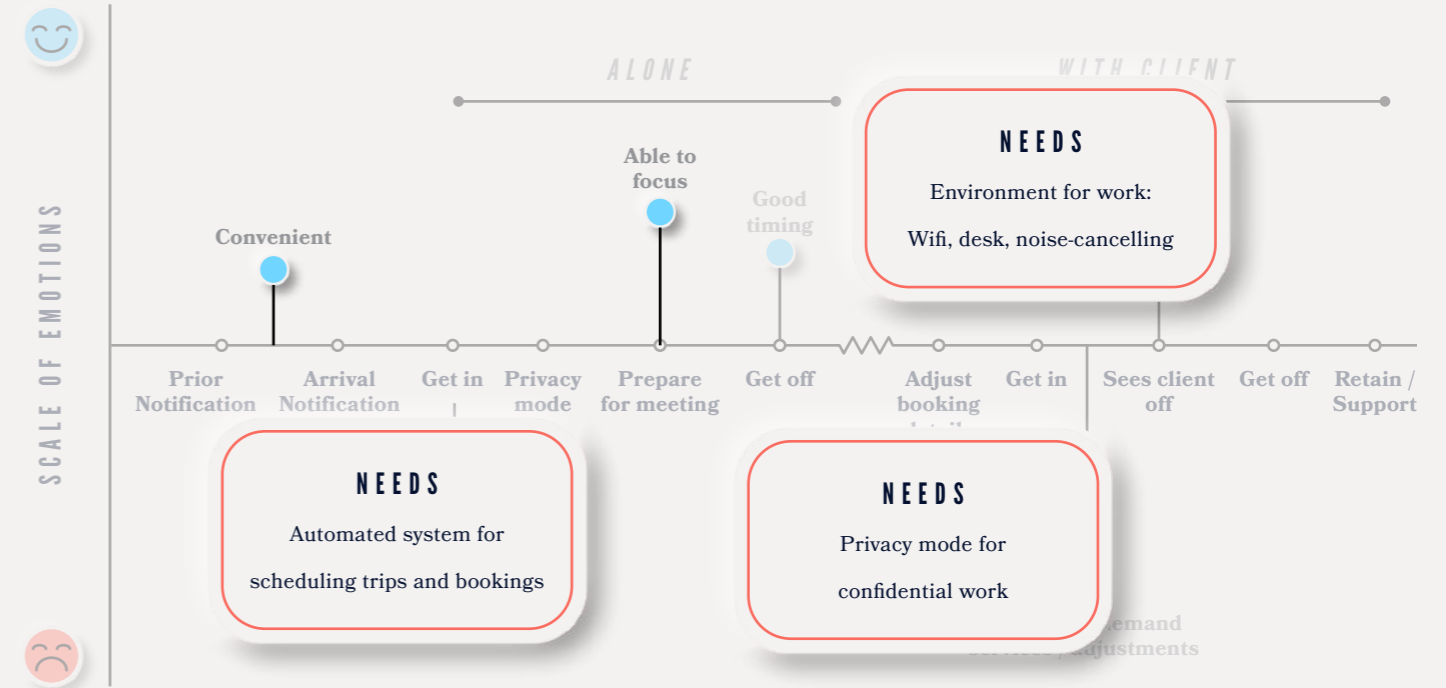 ALONE
WITH CLIENT
NEEDS
Environment for work:
Wifi, desk, noise-cancelling
Able to
focus
Good
timing
Convenient
SCALE OF EMOTIONS
Prior
Notification
Arrival
Notification
Get in
Privacy
mode
Prepare
for meeting
Get off
Adjust
booking
Get in
Sees client
off
Get off
Retain /
Support
NEEDS
Automated system for
scheduling trips and bookings
NEEDS
Privacy mode for
confidential work
adjustments